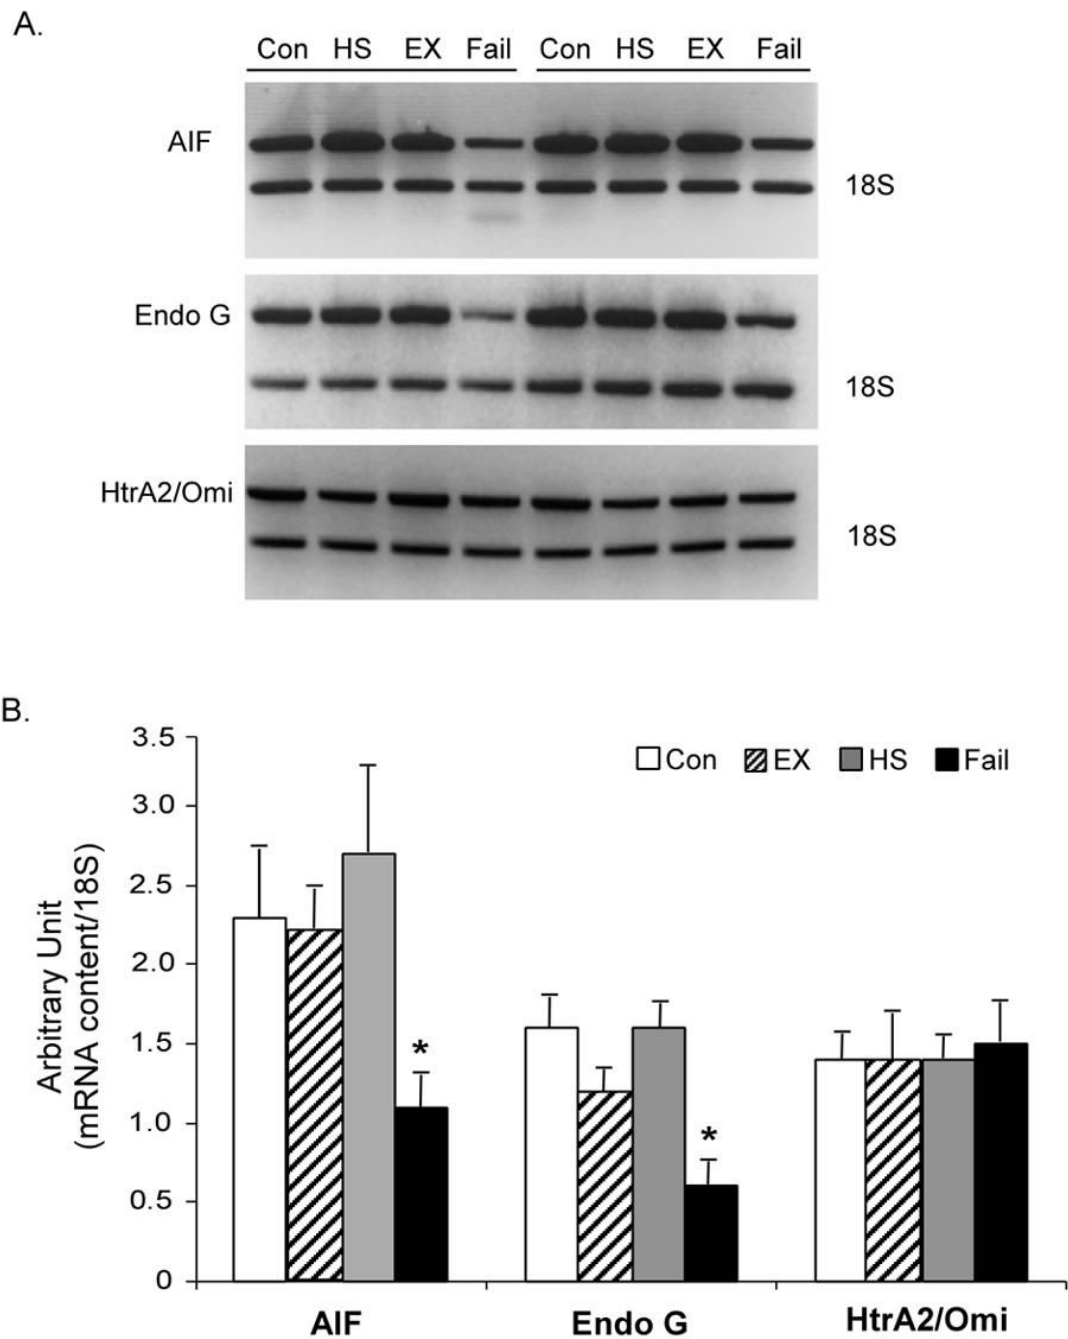 A.
Con HS EX Fail Con HS EX Fail
AIF
18S
Endo G
18S
HtrA2/Omi
18S
B.
Arbitrary Unit
(mRNA content/18S)
3.5
3.0
2.5
2.0
1.5
1.0
0.5
0
Con EX HS Fail
*
*
AIF Endo G HtrA2/Omi